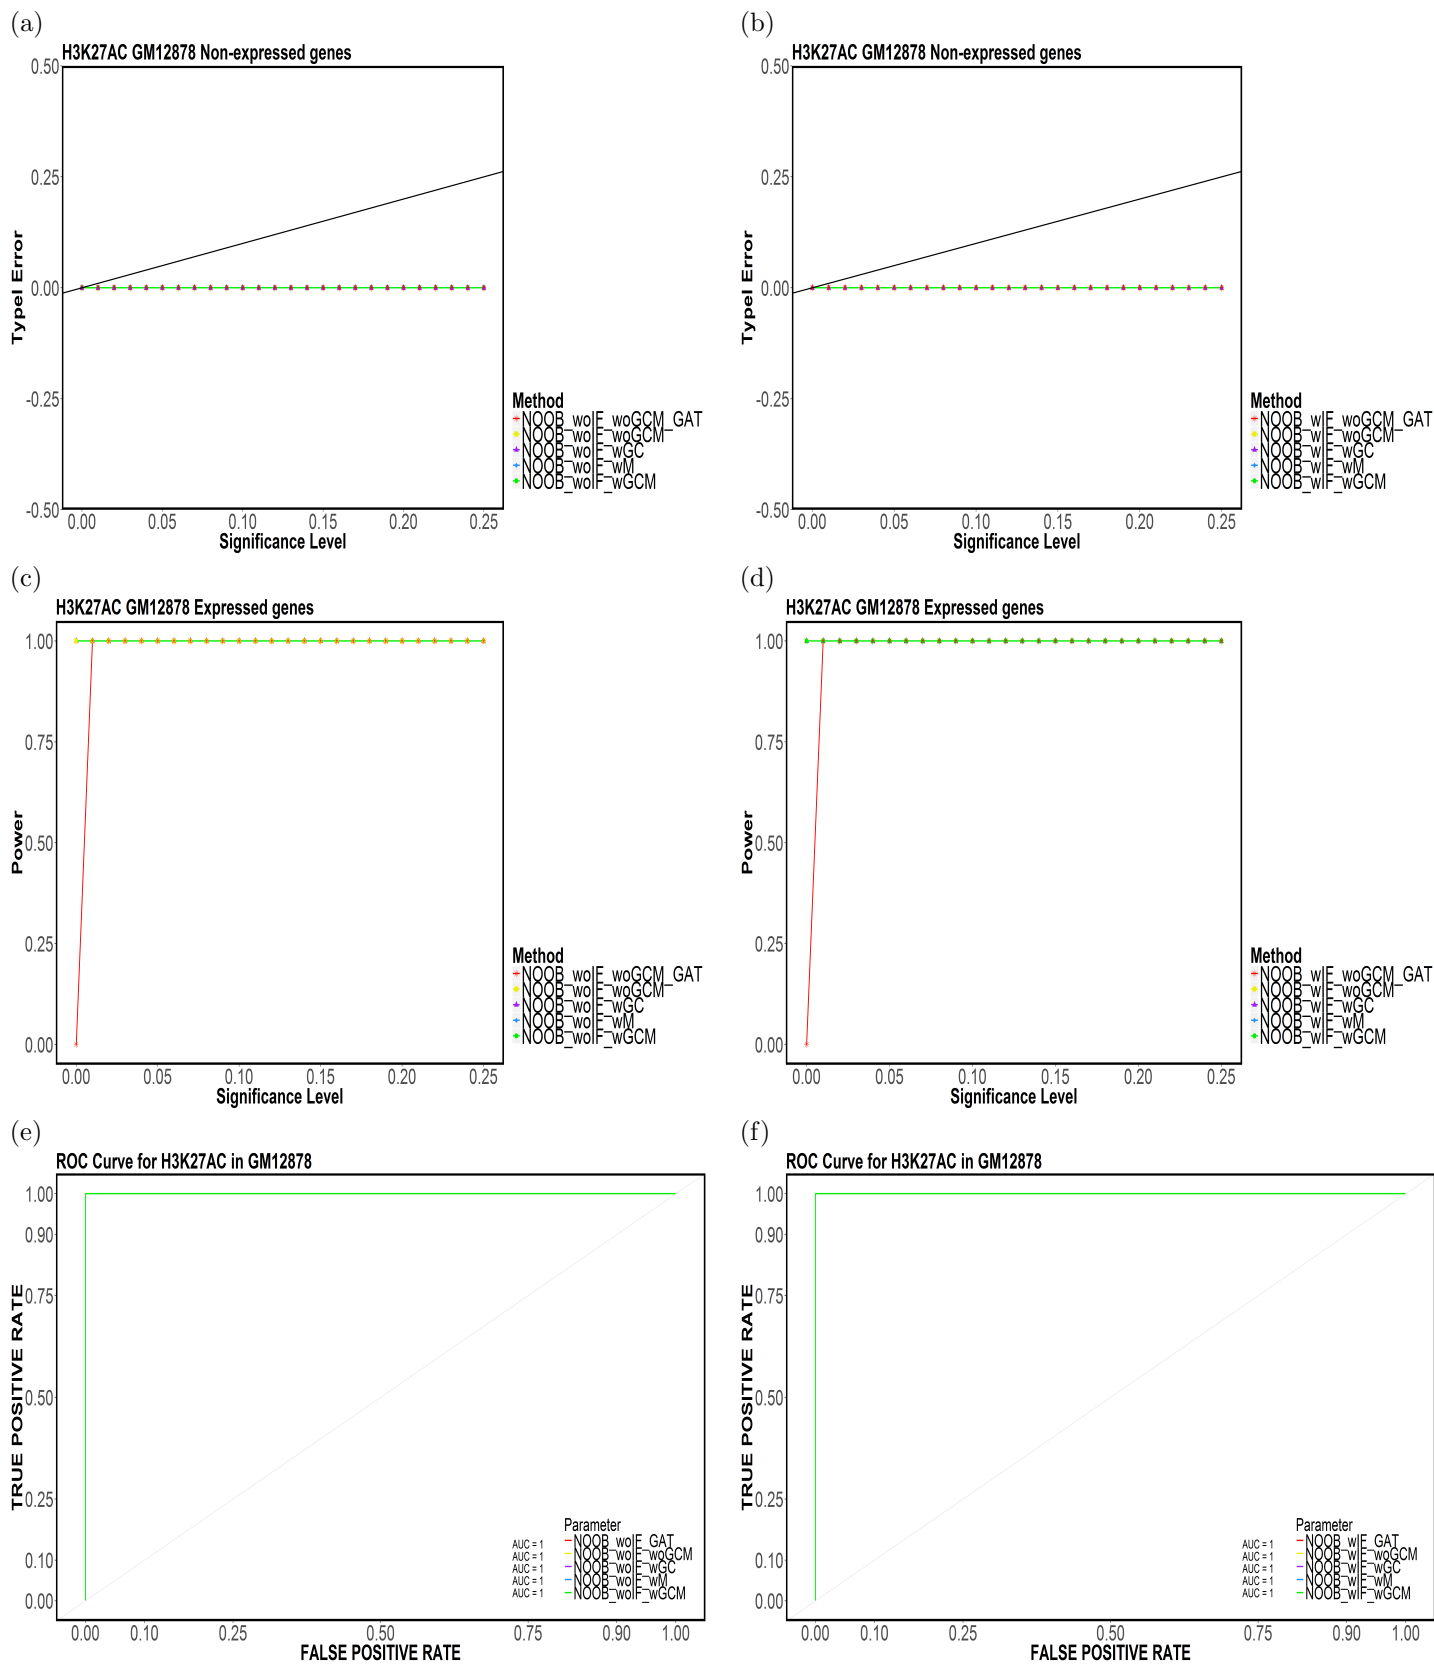 (a)
H3K27AC GM12878 Non-expressed genes
0.50
0.25
0.00
-0.25
-0.50
TypeI Error
0.00 0.05 0.10 0.15 0.20 0.25
Significance Level
Method
NOOB_woIF_woGCM_GAT
NOOB_woIF_woGCM
NOOB_woIF_wGC
NOOB_woIF_wM
NOOB_woIF_wGCM
(b)
H3K27AC GM12878 Non-expressed genes
0.50
0.25
0.00
-0.25
-0.50
TypeI Error
0.00 0.05 0.10 0.15 0.20 0.25
Significance Level
Method
NOOB_wIF_woGCM_GAT
NOOB_wIF_woGCM
NOOB_wIF_wGC
NOOB_wIF_wM
NOOB_wIF_wGCM
(c)
H3K27AC GM12878 Expressed genes
1.00
0.75
0.50
0.25
0.00
Power
0.00 0.05 0.10 0.15 0.20 0.25
Significance Level
Method
NOOB_woIF_woGCM_GAT
NOOB_woIF_woGCM
NOOB_woIF_wGC
NOOB_woIF_wM
NOOB_woIF_wGCM
(d)
H3K27AC GM12878 Expressed genes
1.00
0.75
0.50
0.25
0.00
Power
0.00 0.05 0.10 0.15 0.20 0.25
Significance Level
Method
NOOB_wIF_woGCM_GAT
NOOB_wIF_woGCM
NOOB_wIF_wGC
NOOB_wIF_wM
NOOB_wIF_wGCM
(e)
ROC Curve for H3K27AC in GM12878
1.00
0.90
0.75
0.50
0.25
0.10
0.00
TRUE POSITIVE RATE
0.00 0.10 0.25 0.50 0.75 0.90 1.00
FALSE POSITIVE RATE
Parameter
AUC = 1 NOOB_woIF_GAT
AUC = 1 NOOB_woIF_woGCM
AUC = 1 NOOB_woIF_wGC
AUC = 1 NOOB_woIF_wM
AUC = 1 NOOB_woIF_wGCM
(f)
ROC Curve for H3K27AC in GM12878
1.00
0.90
0.75
0.50
0.25
0.10
0.00
TRUE POSITIVE RATE
0.00 0.10 0.25 0.50 0.75 0.90 1.00
FALSE POSITIVE RATE
Parameter
AUC = 1 NOOB_wIF_GAT
AUC = 1 NOOB_wIF_woGCM
AUC = 1 NOOB_wIF_wGC
AUC = 1 NOOB_wIF_wM
AUC = 1 NOOB_wIF_wGCM